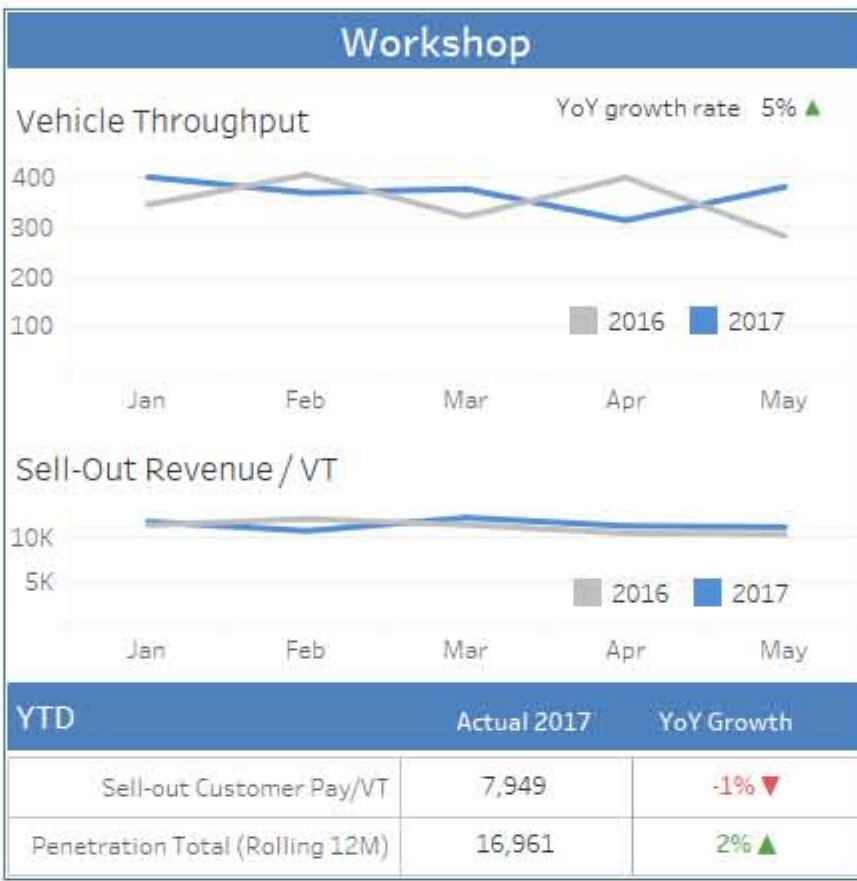 Workshop
Vehicle Throughput YoY growth rate 5% ▲
400
300
200
100
2016 2017
Jan Feb Mar Apr May
Sell-Out Revenue / VT
10K
5K
2016 2017
Jan Feb Mar Apr May
YTD Actual 2017 YoY Growth
Sell-out Customer Pay/VT 7,949 -1% ▼
Penetration Total (Rolling 12M) 16,961 2% ▲